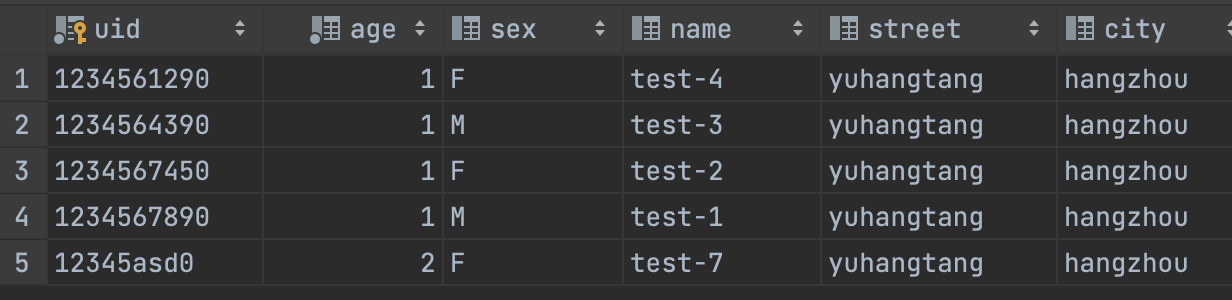 uid age sex name street city
1 1234561290 1 F test-4 yuhangtang hangzhou
2 1234564390 1 M test-3 yuhangtang hangzhou
3 1234567450 1 F test-2 yuhangtang hangzhou
4 1234567890 1 M test-1 yuhangtang hangzhou
5 12345asd0 2 F test-7 yuhangtang hangzhou